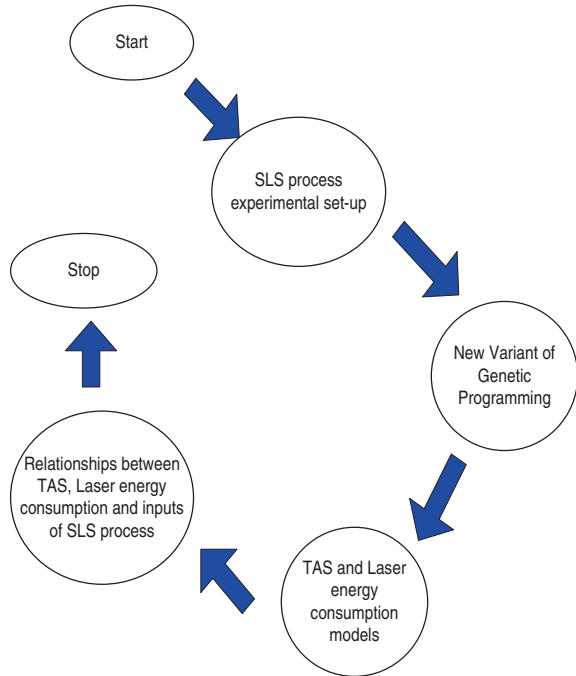 Start
SLS process
experimental set-up
New Variant of
Genetic
Programming
TAS and Laser
energy
consumption
models
Relationships between
TAS, Laser energy
consumption and inputs
of SLS process
Stop